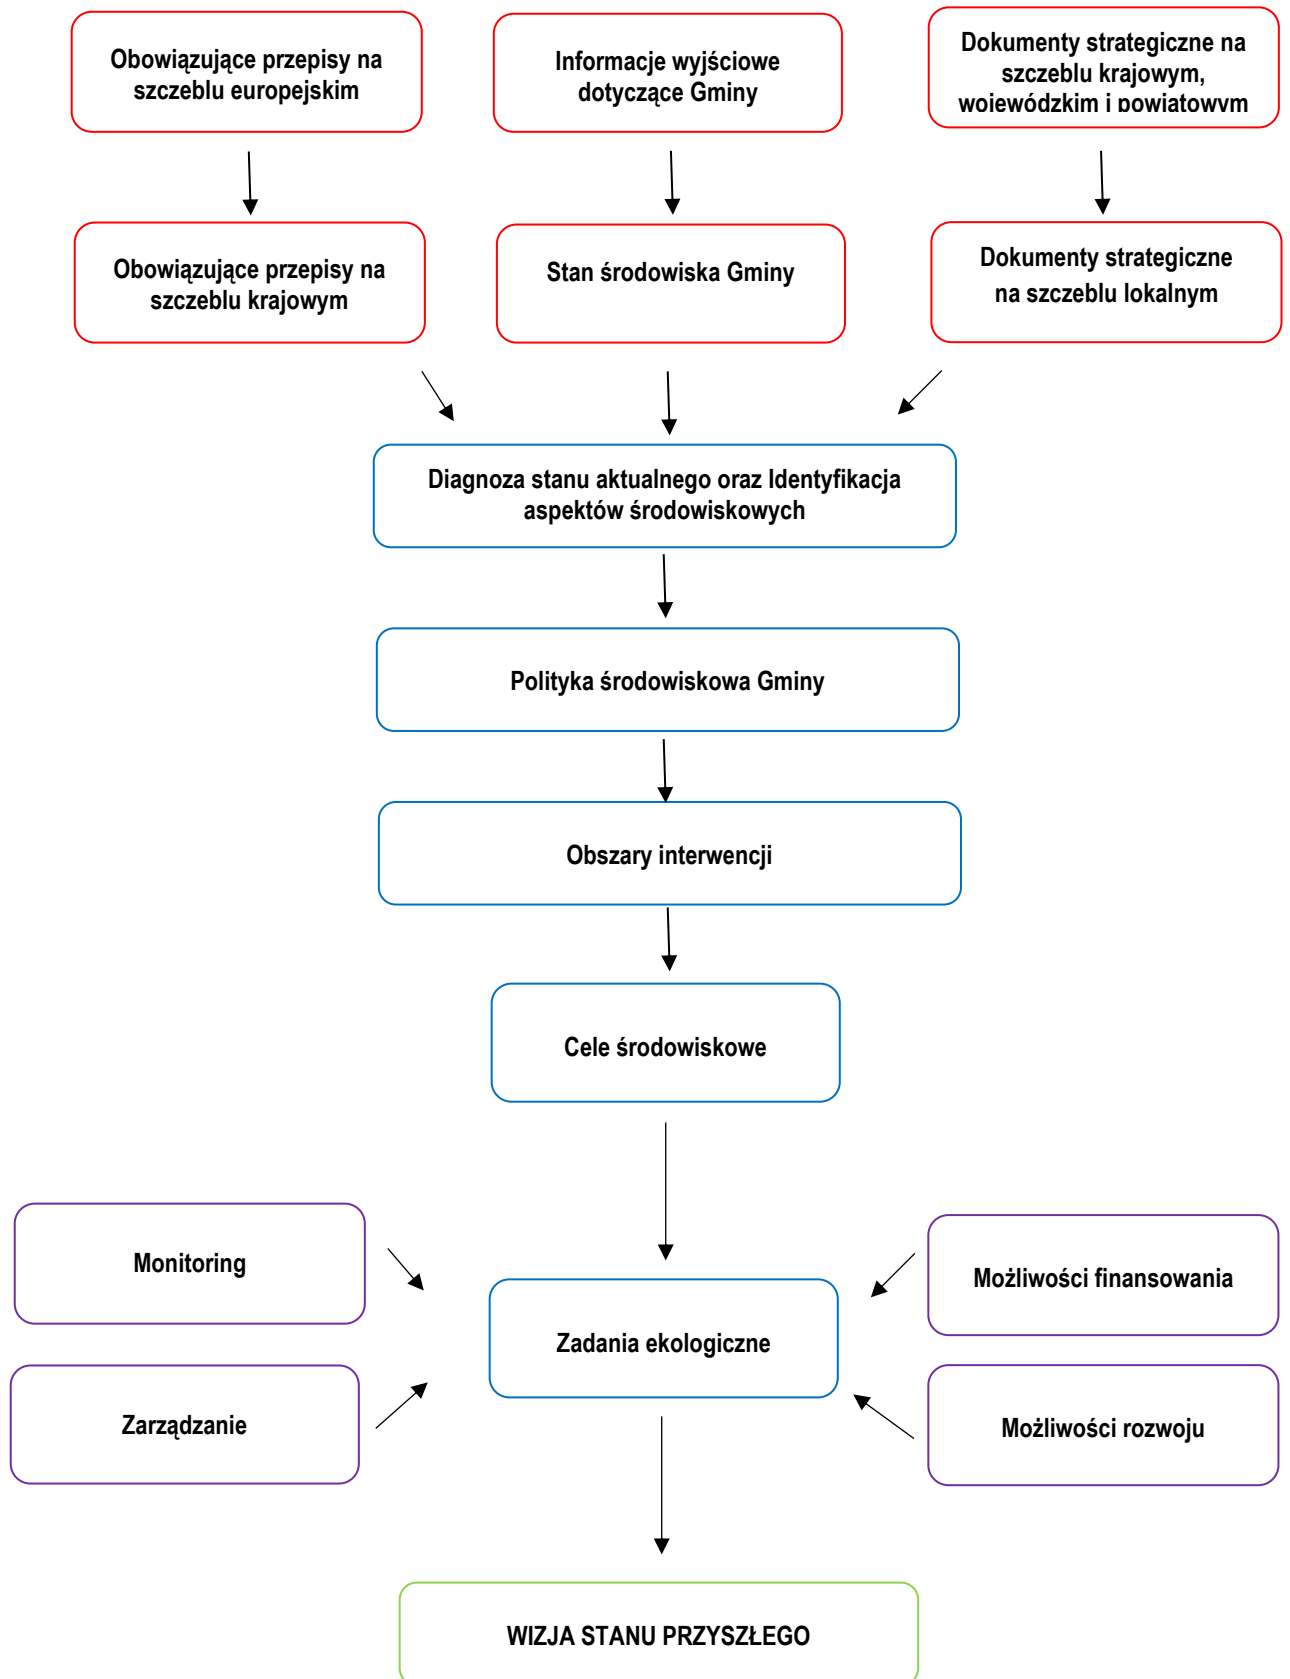 Obowiązujące przepisy na
szczeblu europejskim
Informacje wyjściowe
dotyczące Gminy
Dokumenty strategiczne na
szczeblu krajowym,
wojewódzkim i powiatowym
Obowiązujące przepisy na
szczeblu krajowym
Stan środowiska Gminy
Dokumenty strategiczne
na szczeblu lokalnym
Diagnoza stanu aktualnego oraz Identyfikacja
aspektów środowiskowych
Polityka środowiskowa Gminy
Obszary interwencji
Cele środowiskowe
Monitoring
Możliwości finansowania
Zadania ekologiczne
Zarządzanie
Możliwości rozwoju
WIZJA STANU PRZYSZŁEGO